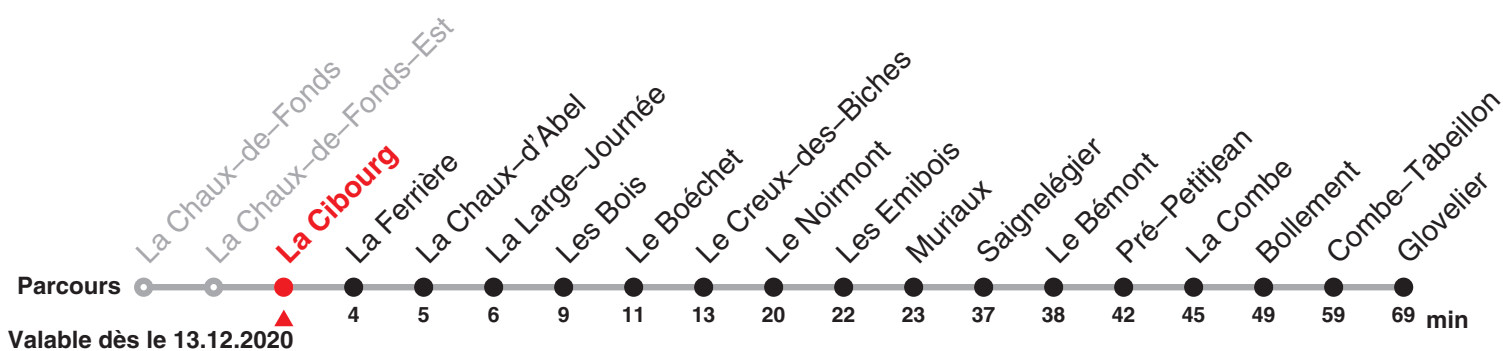 La Chaux–de–Fonds
La Chaux–de–Fonds–Est
La Cibourg
La Ferrière
La Chaux–d'Abel
La Large–Journée
Les Bois
Le Boéchet
Le Creux–des–Biches
Le Noirmont
Les Emibois
Muriaux
Saignelégier
Le Bémont
Pré–Petitjean
La Combe
Bollement
Combe–Tabeillon
Glovelier
Parcours
4 5 6 9 11 13 20 22 23 37 38 42 45 49 59 69 min
Valable dès le 13.12.2020